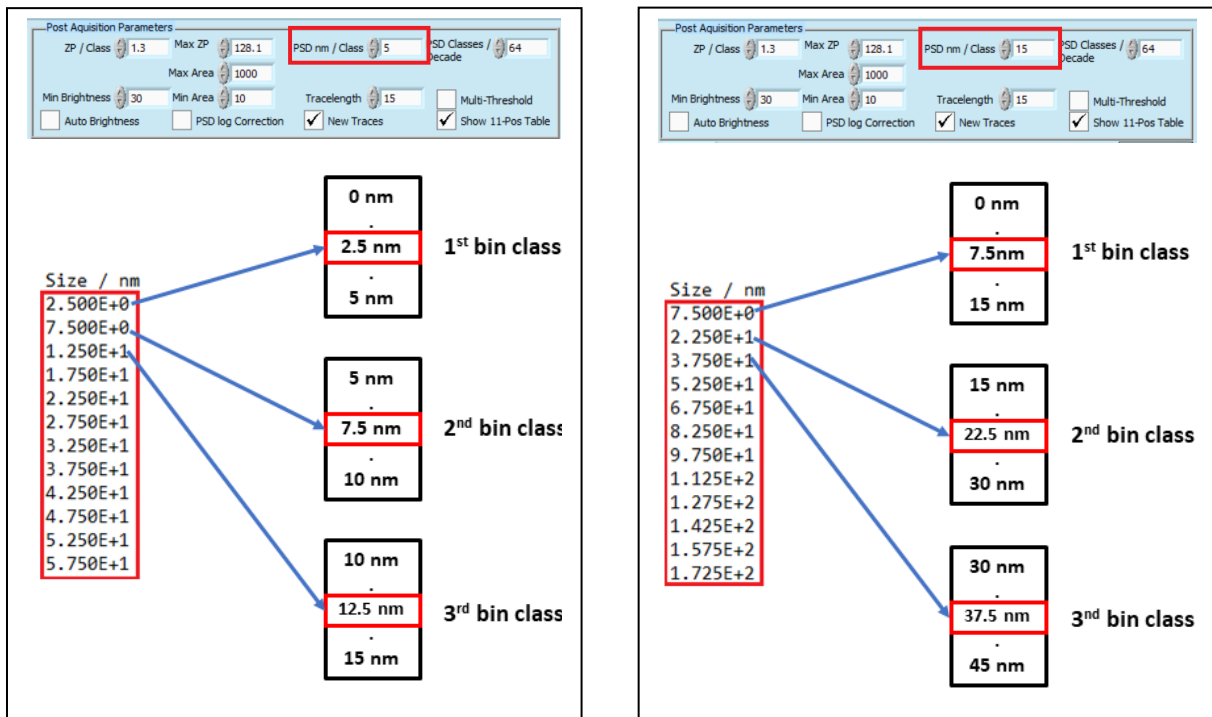 Post Aquisition Parameters
ZP / Class 1.3 Max ZP 128.1 PSD nm / Class 5 PSD Classes / Decade 64
Max Area 1000
Min Brightness 30 Min Area 10 Tracelength 15 Multi-Threshold
Auto Brightness PSD log Correction New Traces Show 11-Pos Table
0 nm
.
2.5 nm
.
5 nm
1st bin class
Size / nm
2.500E+0
7.500E+0
1.250E+1
1.750E+1
2.250E+1
2.750E+1
3.250E+1
3.750E+1
4.250E+1
4.750E+1
5.250E+1
5.750E+1
5 nm
.
7.5 nm
.
10 nm
2nd bin class
10 nm
.
12.5 nm
.
15 nm
3rd bin class
Post Aquisition Parameters
ZP / Class 1.3 Max ZP 128.1 PSD nm / Class 15 PSD Classes / Decade 64
Max Area 1000
Min Brightness 30 Min Area 10 Tracelength 15 Multi-Threshold
Auto Brightness PSD log Correction New Traces Show 11-Pos Table
0 nm
.
7.5nm
.
15 nm
1st bin class
Size / nm
7.500E+0
2.250E+1
3.750E+1
5.250E+1
6.750E+1
8.250E+1
9.750E+1
1.125E+2
1.275E+2
1.425E+2
1.575E+2
1.725E+2
15 nm
.
22.5 nm
.
30 nm
2nd bin class
30 nm
.
37.5 nm
.
45 nm
3nd bin class